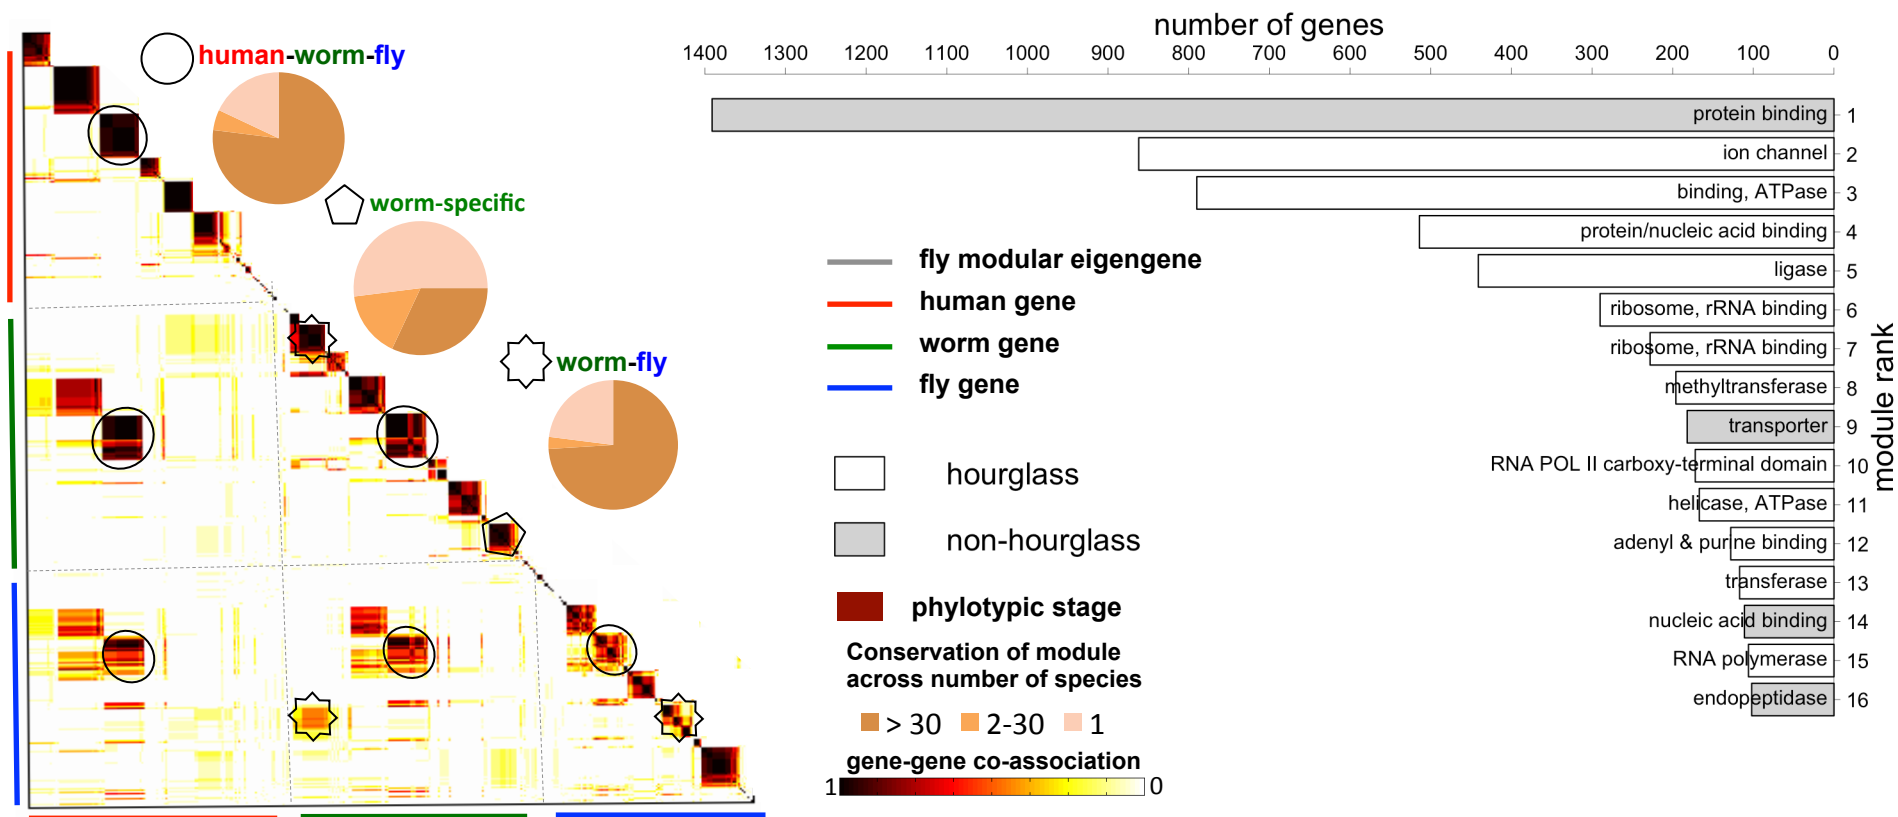 number of genes
1400 1300 1200 1100 1000 900 800 700 600 500 400 300 200 100 0
human-worm-fly
worm-specific
worm-fly
fly modular eigengene
human gene
worm gene
fly gene
hourglass
non-hourglass
phylotypic stage
Conservation of module
across number of species
> 30 2-30 1
gene-gene co-association
1 0
protein binding 1
ion channel 2
binding, ATPase 3
protein/nucleic acid binding 4
ligase 5
ribosome, rRNA binding 6
ribosome, rRNA binding 7
methyltransferase 8
transporter 9
RNA POL II carboxy-terminal domain 10
helicase, ATPase 11
adenyl & purine binding 12
transferase 13
nucleic acid binding 14
RNA polymerase 15
endopeptidase 16
module rank